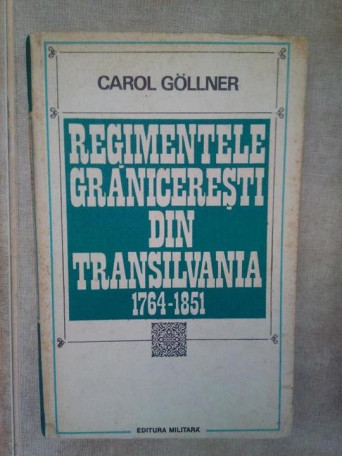 CAROL GÖLLNER
REGIMENTELE
GRĂNICEREȘTI
DIN
TRANSILVANIA
1764-1851
EDITURA MILITARĂ